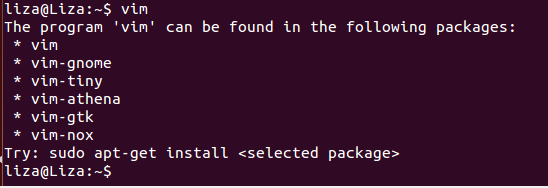 liza@Liza:~$ vim
The program 'vim' can be found in the following packages:
 * vim
 * vim-gnome
 * vim-tiny
 * vim-athena
 * vim-gtk
 * vim-nox
Try: sudo apt-get install <selected package>
liza@Liza:~$